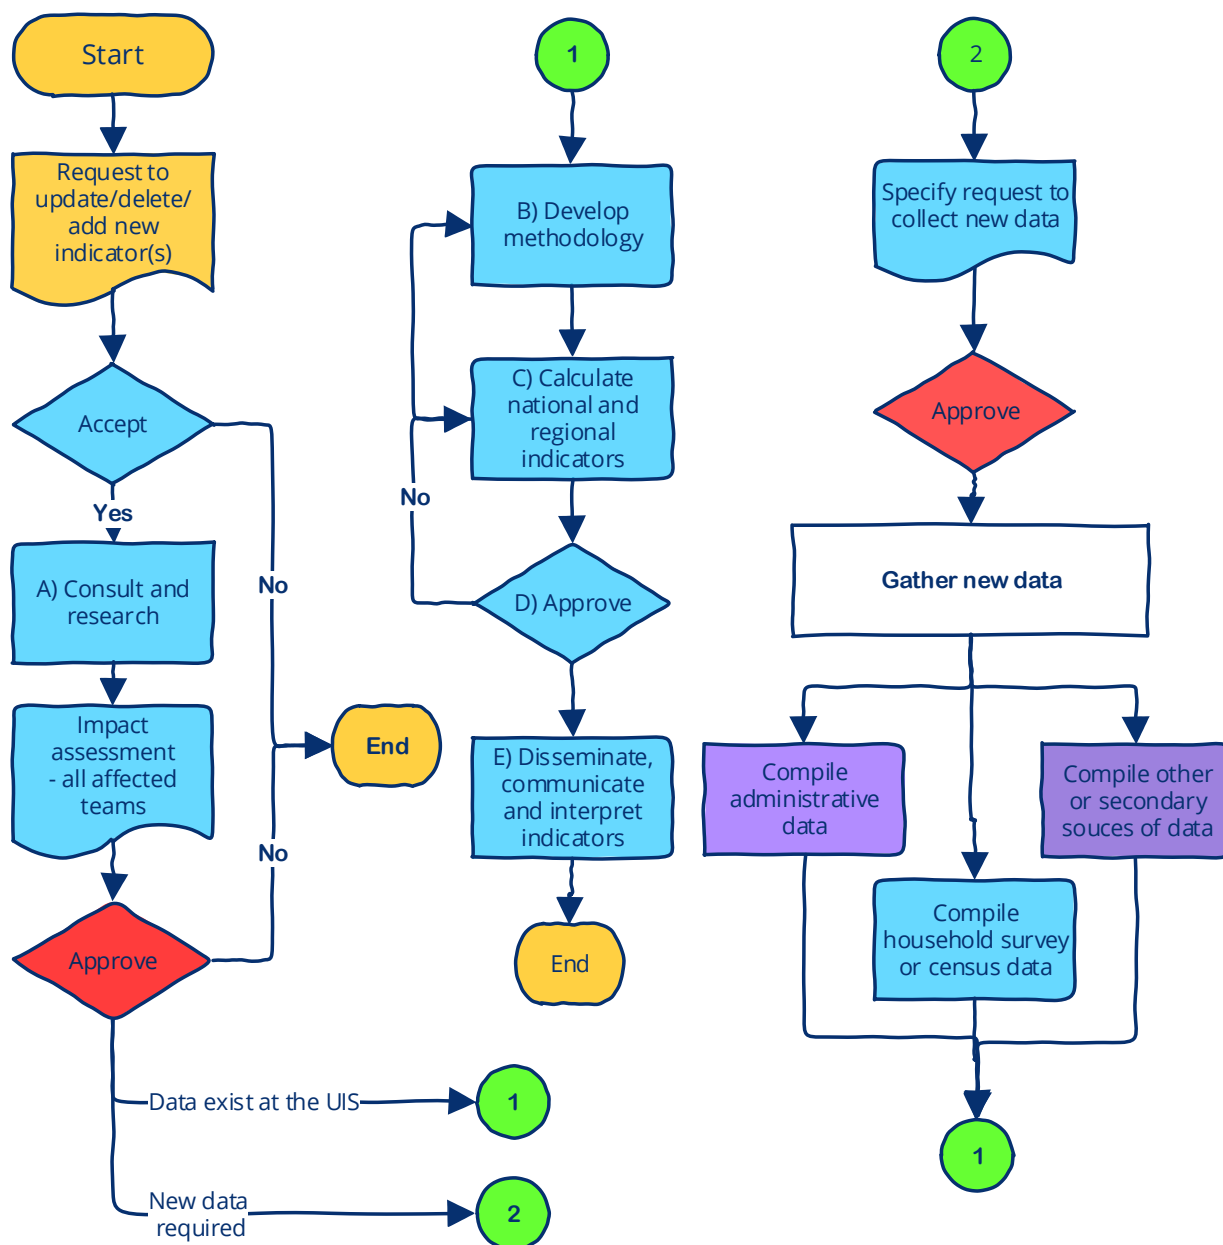 Start
Request to
update/delete/
add new
indicator(s)
Accept
Yes
No
A) Consult and
research
Impact
assessment
- all affected
teams
End
No
Approve
Data exist at the UIS
1
New data
required
2
1
B) Develop
methodology
C) Calculate
national and
regional
indicators
No
D) Approve
E) Disseminate,
communicate
and interpret
indicators
End
2
Specify request to
collect new data
Approve
Gather new data
Compile
administrative
data
Compile other
or secondary
souces of data
Compile
household survey
or census data
1